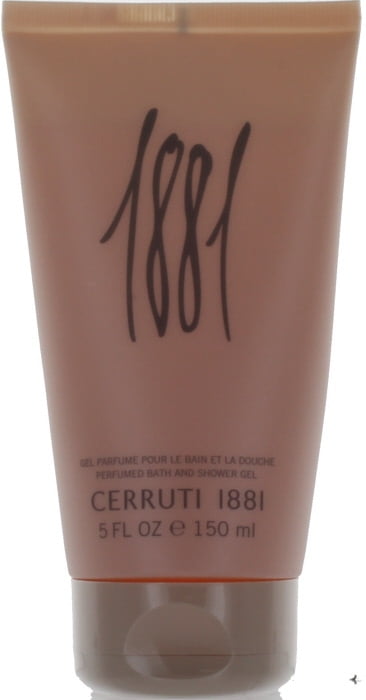 1881
GEL PARFUME POUR LE BAIN ET LA DOUCHE
PERFUMED BATH AND SHOWER GEL
CERRUTI 1881
5 FL OZ e 150 ml